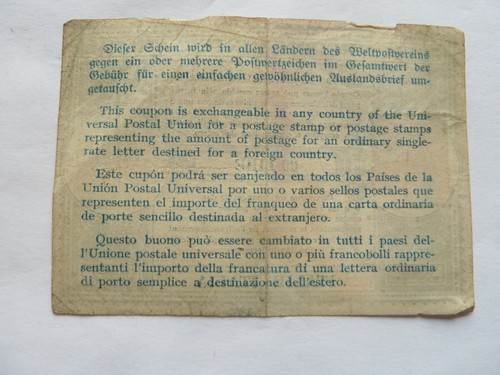 Dieser Schein wird in allen Ländern des Weltpostvereins
gegen ein oder mehrere Postwertzeichen im Gesamtwert der
Gebühr für einen einfachen gewöhnlichen Auslandsbrief um-
getauscht.
This coupon is exchangeable in any country of the Uni-
versal Postal Union for a postage stamp or postage stamps
representing the amount of postage for an ordinary single-
rate letter destined for a foreign country.
Este cupón podrá ser canjeado en todos los Países de la
Unión Postal Universal por uno o varios sellos postales que
representen el importe del franqueo de una carta ordinaria
de porte sencillo destinada al extranjero.
Questo buono può essere cambiato in tutti i paesi del-
l'Unione postale universale con uno o più francobolli rappre-
sentanti l'importo della francatura di una lettera ordinaria
di porto semplice a destinazione dell'estero.